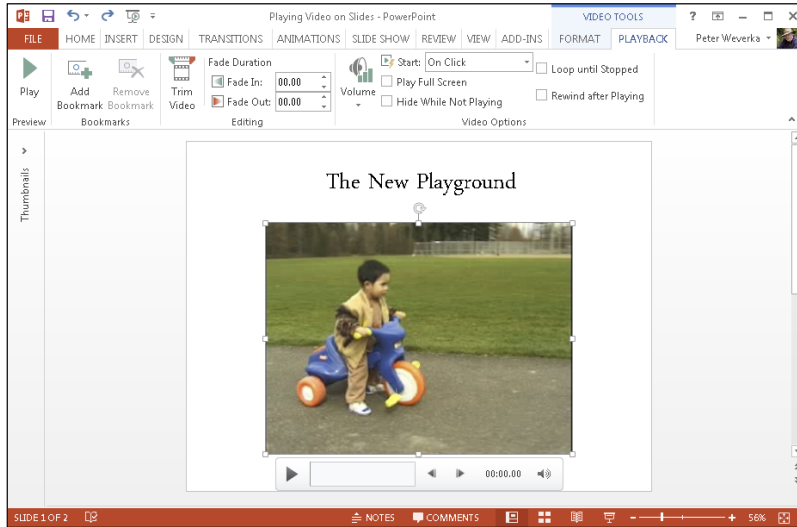 Playing Video on Slides - PowerPoint
VIDEO TOOLS
?
FILE HOME INSERT DESIGN TRANSITIONS ANIMATIONS SLIDE SHOW REVIEW VIEW ADD-INS FORMAT PLAYBACK Peter Weverka
Play
Preview
Add Bookmark
Remove Bookmark
Bookmarks
Trim Video
Fade Duration
Fade In: 00.00
Fade Out: 00.00
Editing
Volume
Start: On Click
Play Full Screen
Hide While Not Playing
Loop until Stopped
Rewind after Playing
Video Options
Thumbnails
The New Playground
00:00.00
SLIDE 1 OF 2 NOTES COMMENTS 56%